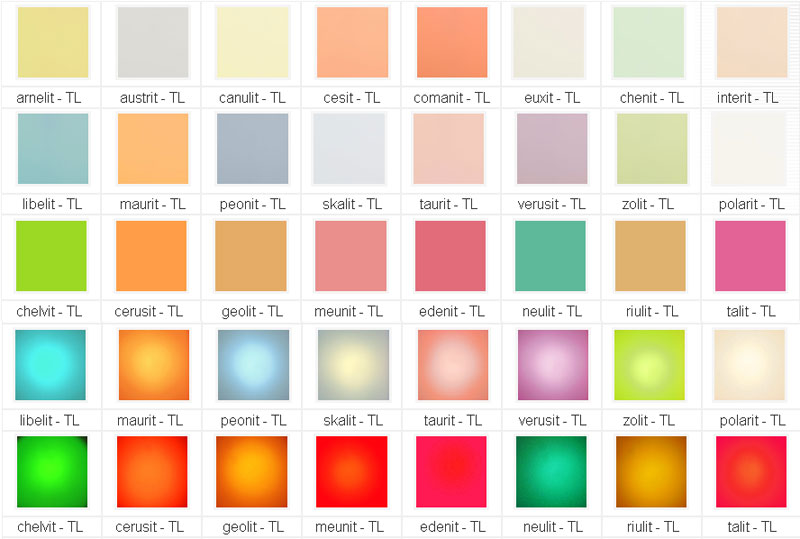 arnelit - TL austrit - TL canulit - TL cesit - TL comanit - TL euxit - TL chenit - TL interit - TL
libelit - TL maurit - TL peonit - TL skalit - TL taurit - TL verusit - TL zolit - TL polarit - TL
chelvit - TL cerusit - TL geolit - TL meunit - TL edenit - TL neulit - TL riulit - TL talit - TL
libelit - TL maurit - TL peonit - TL skalit - TL taurit - TL verusit - TL zolit - TL polarit - TL
chelvit - TL cerusit - TL geolit - TL meunit - TL edenit - TL neulit - TL riulit - TL talit - TL